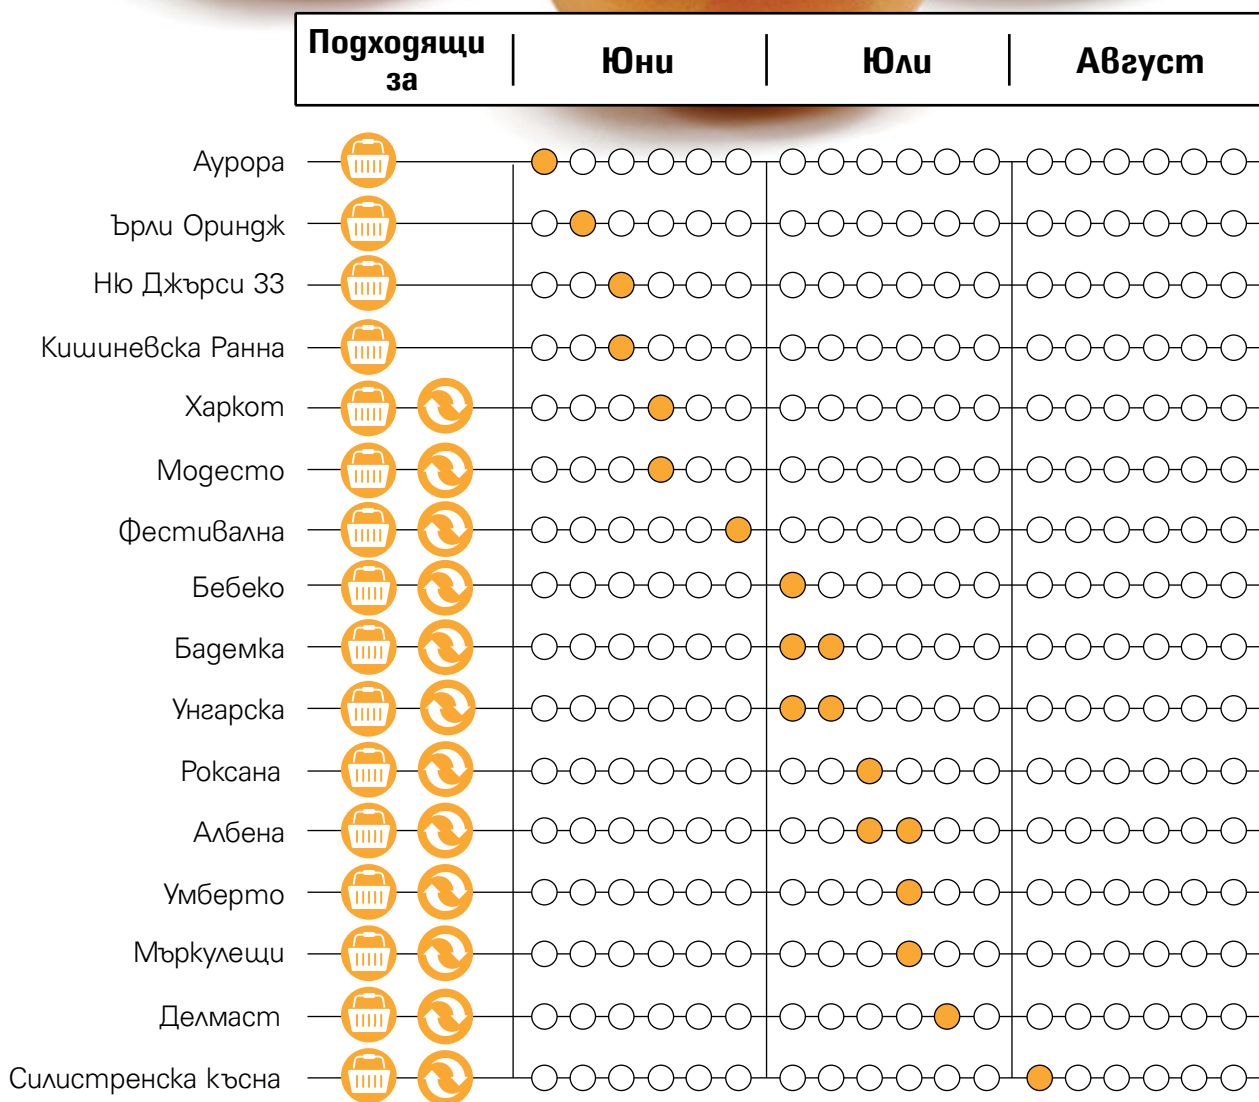 Подходящи
за
Юни
Юли
Август
Аурора
Ърли Ориндж
Ню Джърси 33
Кишиневска Ранна
Харкот
Модесто
Фестивална
Бебеко
Бадемка
Унгарска
Роксана
Албена
Умберто
Мъркулещи
Делмаст
Силистренска късна